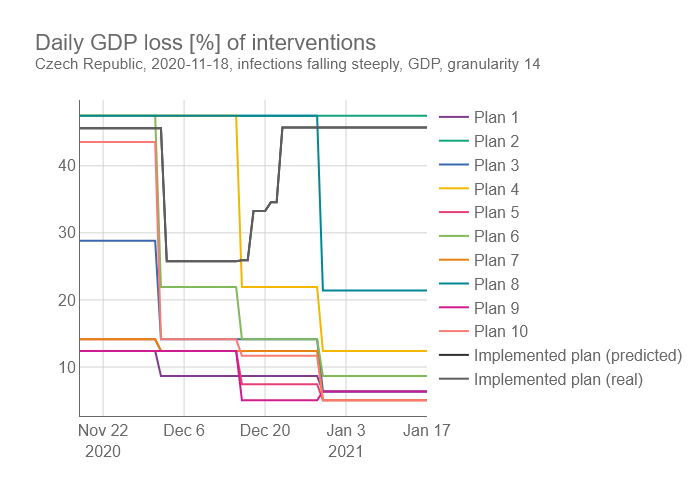 Daily GDP loss [%] of interventions
Czech Republic, 2020-11-18, infections falling steeply, GDP, granularity 14
40
30
20
10
Nov 22 Dec 6 Dec 20 Jan 3 Jan 17
2020 2021
Plan 1
Plan 2
Plan 3
Plan 4
Plan 5
Plan 6
Plan 7
Plan 8
Plan 9
Plan 10
Implemented plan (predicted)
Implemented plan (real)